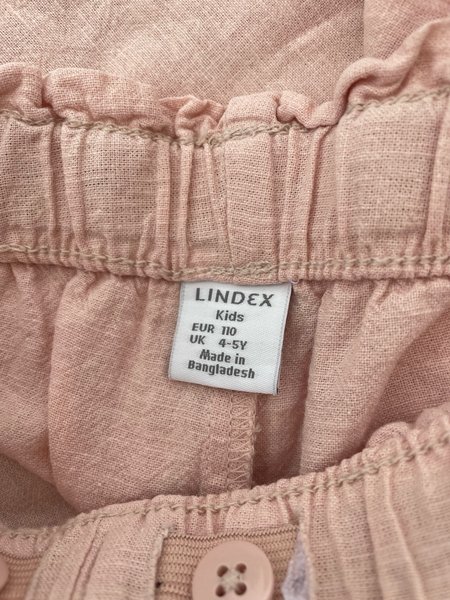 LINDEX
Kids
EUR 110
UK 4-5Y
Made in
Bangladesh